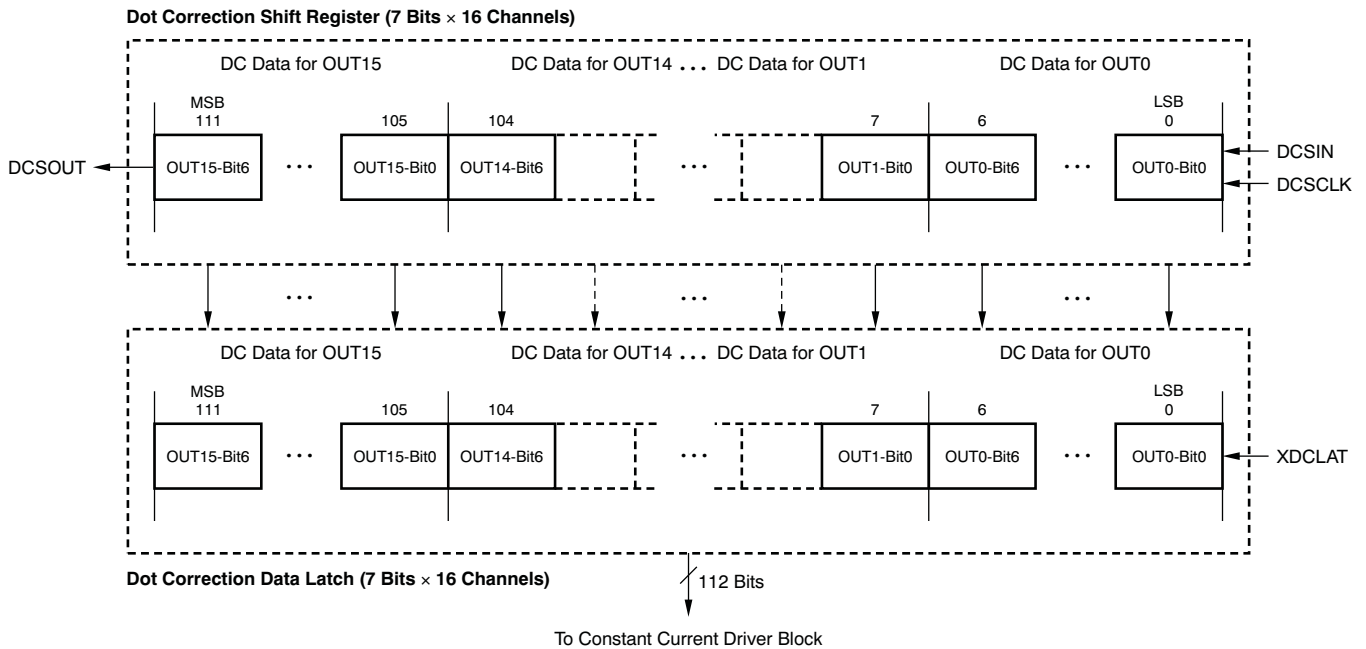 Dot Correction Shift Register (7 Bits × 16 Channels)
DC Data for OUT15 DC Data for OUT14 ... DC Data for OUT1 DC Data for OUT0
MSB LSB
111 105 104 7 6 0
DCSOUT OUT15-Bit6 ... OUT15-Bit0 OUT14-Bit6 ... OUT1-Bit0 OUT0-Bit6 ... OUT0-Bit0 DCSIN
DCSCLK
... ... ...
DC Data for OUT15 DC Data for OUT14 ... DC Data for OUT1 DC Data for OUT0
MSB LSB
111 105 104 7 6 0
OUT15-Bit6 ... OUT15-Bit0 OUT14-Bit6 ... OUT1-Bit0 OUT0-Bit6 ... OUT0-Bit0 XDCLAT
Dot Correction Data Latch (7 Bits × 16 Channels)
112 Bits
To Constant Current Driver Block